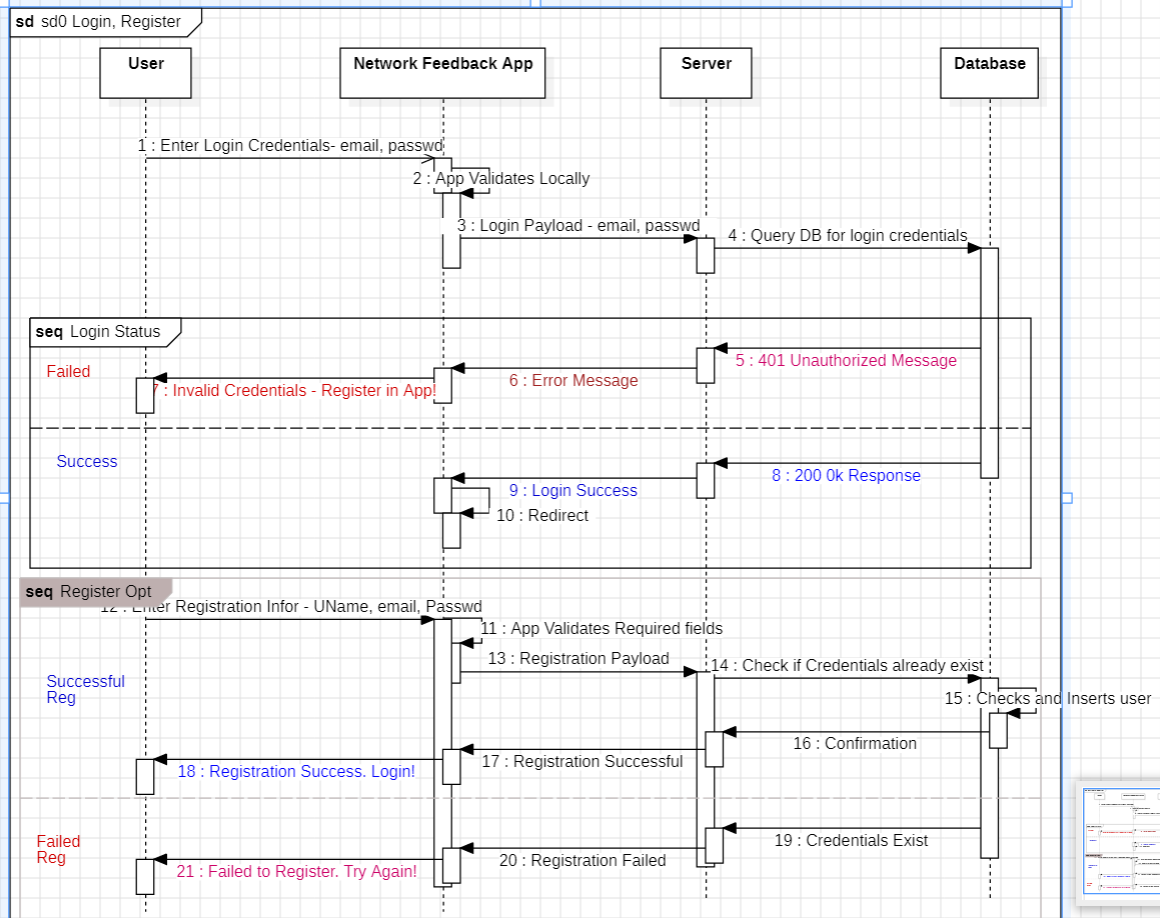 sd sd0 Login, Register
User
Network Feedback App
Server
Database
1 : Enter Login Credentials- email, passwd
2 : App Validates Locally
3 : Login Payload - email, passwd
4 : Query DB for login credentials
seq Login Status
Failed
5 : 401 Unauthorized Message
6 : Error Message
7 : Invalid Credentials - Register in App!
Success
8 : 200 0k Response
9 : Login Success
10 : Redirect
seq Register Opt
12 : Enter Registration Infor - UName, email, Passwd
11 : App Validates Required fields
13 : Registration Payload
14 : Check if Credentials already exist
Successful
Reg
15 : Checks and Inserts user
16 : Confirmation
17 : Registration Successful
18 : Registration Success. Login!
Failed
Reg
19 : Credentials Exist
20 : Registration Failed
21 : Failed to Register. Try Again!